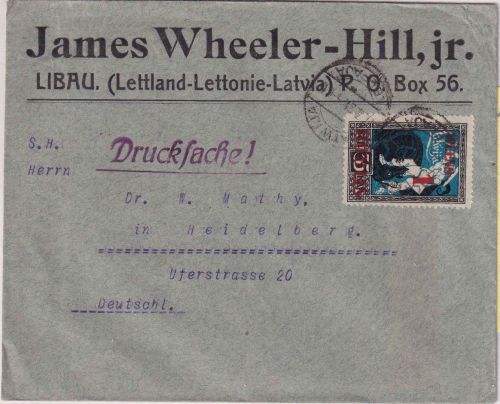 James Wheeler-Hill, jr.
LIBAU. (Lettland-Lettonie-Latvia) P. O. Box 56.
S.H.
Herrn
Drucksache!
Dr. W. Mathy,
in Heidelberg.
Uferstrasse 20
Deutschl.